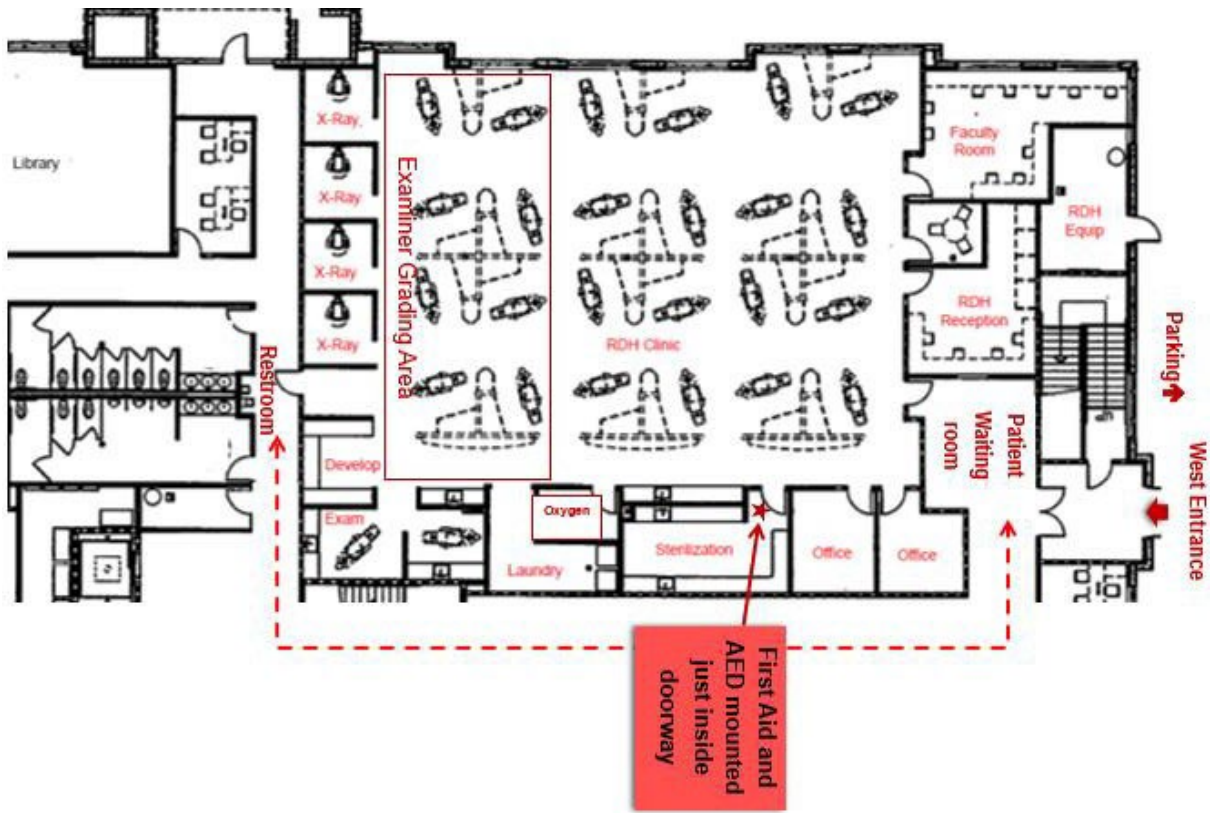 X-Ray
X-Ray
X-Ray
X-Ray
Library
Examiner Grading Area
Faculty
Room
RDH
Equip
RDH
Reception
RDH Clinic
Restroom
Develop
Exam
Oxygen
Laundry
Sterilization
Office
Office
Patient
Waiting
room
Parking
West Entrance
First Aid and
AED mounted
just inside
doorway